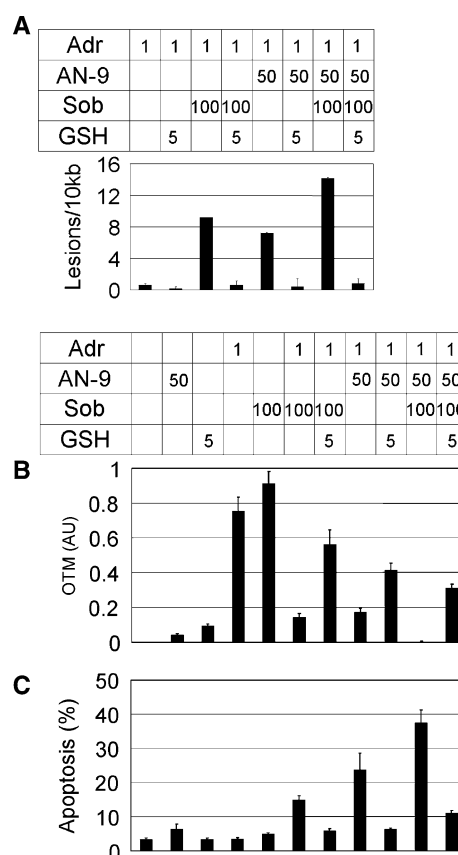 A
Adr 1 1 1 1 1 1 1 1
AN-9 50 50 50 50
Sob 100 100 100 100
GSH 5 5 5 5
Lesions/10kb
16
12
8
4
0
Adr 1 1 1 1 1 1 1
AN-9 50 50 50 50 50
Sob 100 100 100 100 100
GSH 5 5 5 5
B
OTM (AU)
1
0.8
0.6
0.4
0.2
0
C
Apoptosis (%)
50
40
30
20
10
0